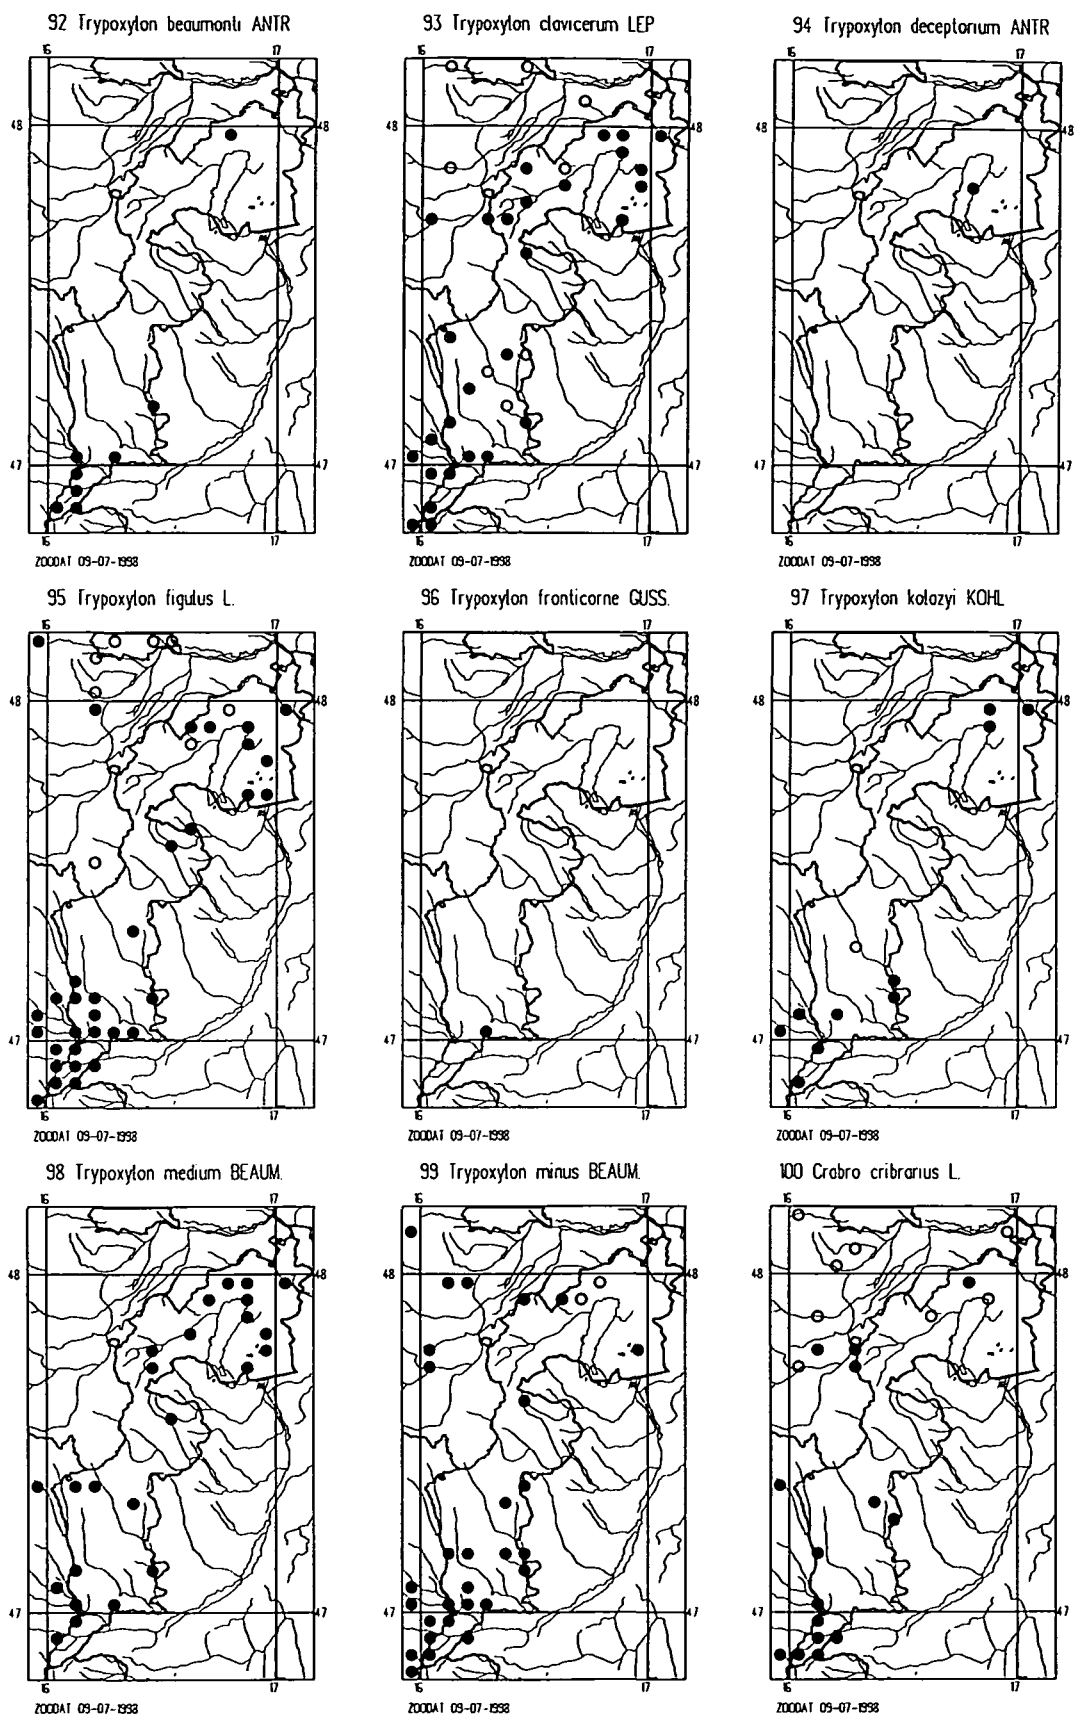 92 Trypoxylon beaumonti ANTR
93 Trypoxylon clavicerum LEP
94 Trypoxylon deceptorium ANTR
16 17
16 17
16 17
48 48
48 48
48 48
47 47
47 47
47 47
16 17
16 17
16 17
ZOODAT 09-07-1998
ZOODAT 09-07-1998
ZOODAT 09-07-1998
95 Trypoxylon figulus L.
96 Trypoxylon fronticorne GUSS.
97 Trypoxylon kolazyi KOHL
16 17
16 17
16 17
48 48
48 48
48 48
47 47
47 47
47 47
16 17
16 17
16 17
ZOODAT 09-07-1998
ZOODAT 09-07-1998
ZOODAT 09-07-1998
98 Trypoxylon medium BEAUM.
99 Trypoxylon minus BEAUM.
100 Crabro cribrarius L.
16 17
16 17
16 17
48 48
48 48
48 48
47 47
47 47
47 47
16 17
16 17
16 17
ZOODAT 09-07-1998
ZOODAT 09-07-1998
ZOODAT 09-07-1998